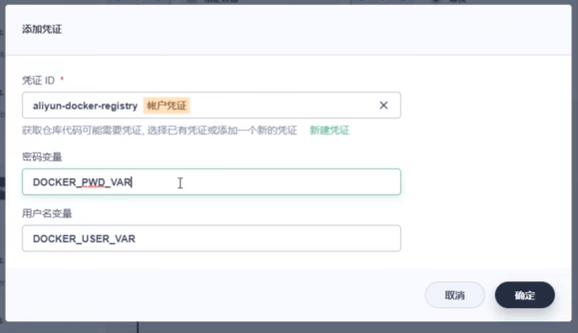 添加凭证
凭证 ID *
aliyun-docker-registry 帐户凭证
获取仓库代码可能需要凭证, 选择已有凭证或添加一个新的凭证 新建凭证
密码变量
DOCKER_PWD_VAR
用户名变量
DOCKER_USER_VAR
取消 确定